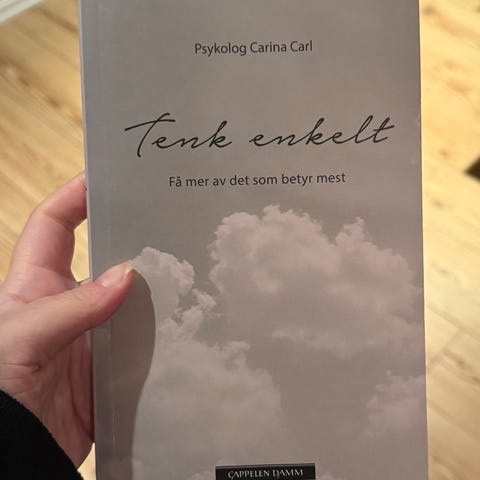 Psykolog Carina Carl
Tenk enkelt
Få mer av det som betyr mest
CAPPELEN DAMM